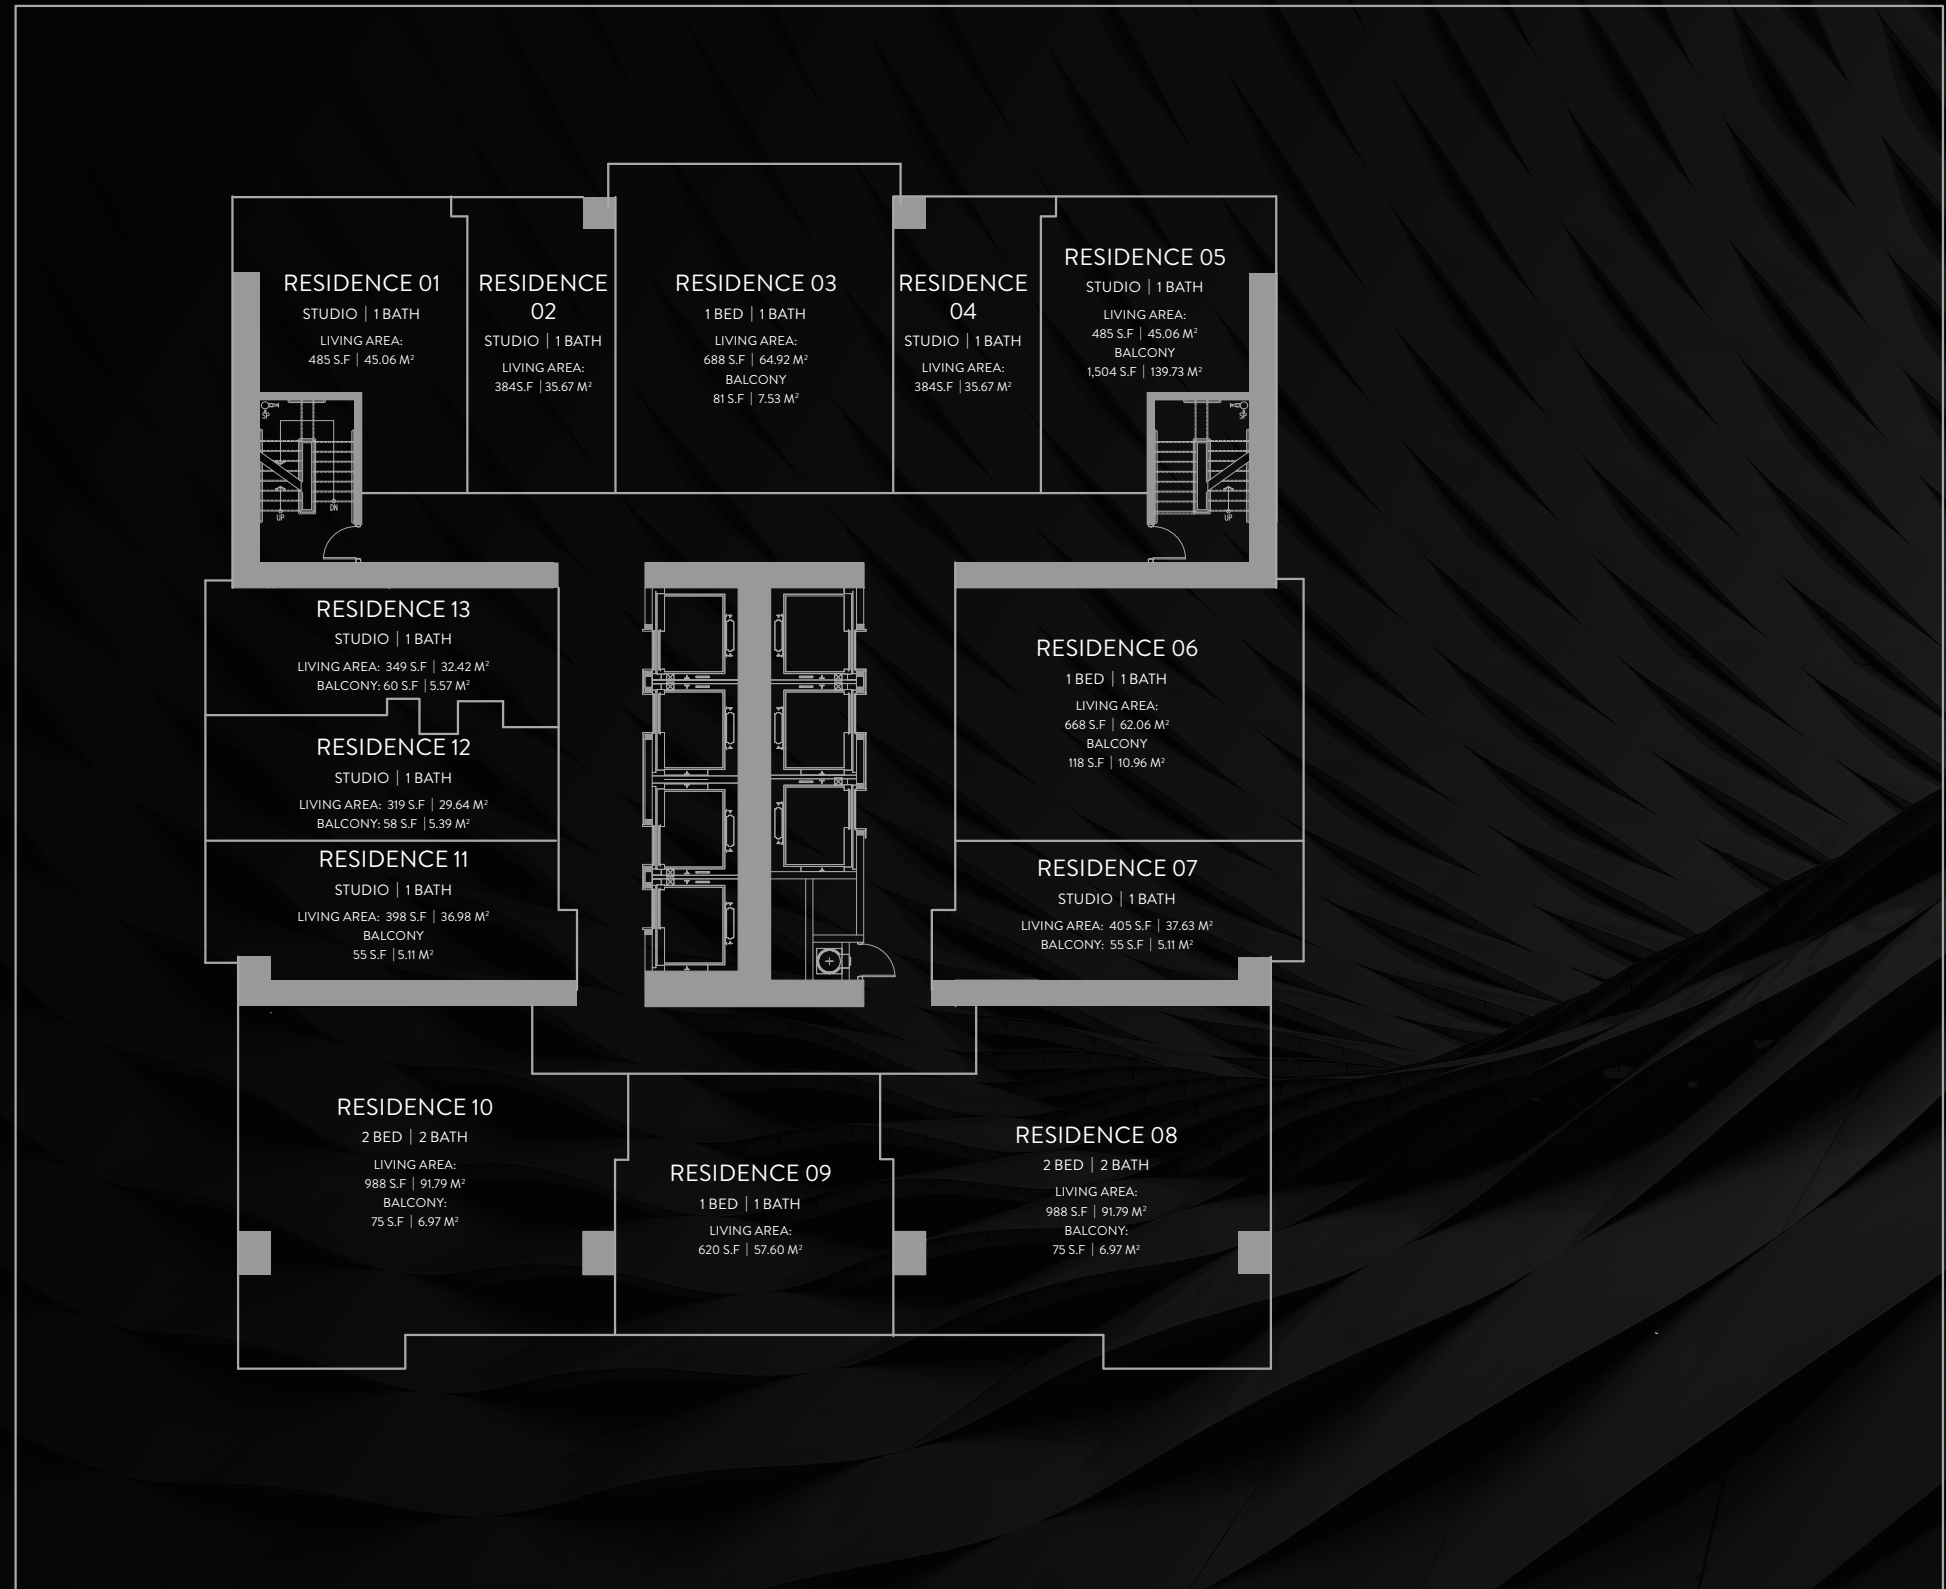 RESIDENCE 01
STUDIO | 1 BATH
LIVING AREA:
485 S.F | 45.06 M²
RESIDENCE
02
STUDIO | 1 BATH
LIVING AREA:
384S.F | 35.67 M²
RESIDENCE 03
1 BED | 1 BATH
LIVING AREA:
688 S.F | 64.92 M²
BALCONY
81 S.F | 7.53 M²
RESIDENCE
04
STUDIO | 1 BATH
LIVING AREA:
384S.F | 35.67 M²
RESIDENCE 05
STUDIO | 1 BATH
LIVING AREA:
485 S.F | 45.06 M²
BALCONY
1,504 S.F | 139.73 M²
SP
UP
DN
SP
UP
RESIDENCE 13
STUDIO | 1 BATH
LIVING AREA: 349 S.F | 32.42 M²
BALCONY: 60 S.F | 5.57 M²
RESIDENCE 12
STUDIO | 1 BATH
LIVING AREA: 319 S.F | 29.64 M²
BALCONY: 58 S.F | 5.39 M²
RESIDENCE 11
STUDIO | 1 BATH
LIVING AREA: 398 S.F | 36.98 M²
BALCONY
55 S.F | 5.11 M²
RESIDENCE 06
1 BED | 1 BATH
LIVING AREA:
668 S.F | 62.06 M²
BALCONY
118 S.F | 10.96 M²
RESIDENCE 07
STUDIO | 1 BATH
LIVING AREA: 405 S.F | 37.63 M²
BALCONY: 55 S.F | 5.11 M²
RESIDENCE 10
2 BED | 2 BATH
LIVING AREA:
988 S.F | 91.79 M²
BALCONY:
75 S.F | 6.97 M²
RESIDENCE 09
1 BED | 1 BATH
LIVING AREA:
620 S.F | 57.60 M²
RESIDENCE 08
2 BED | 2 BATH
LIVING AREA:
988 S.F | 91.79 M²
BALCONY:
75 S.F | 6.97 M²